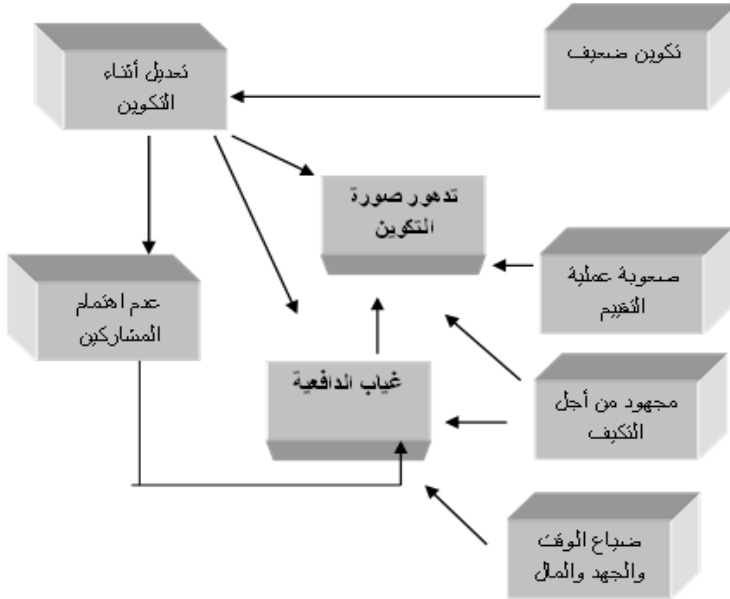 تكوين ضعيف
تعديل أثناء
التكوين
تدهور صورة
التكوين
صعوبة عملية
التقييم
عدم اهتمام
المشاركين
غياب الدافعية
مجهود من أجل
التكيف
ضياع الوقت
والجهد والمال